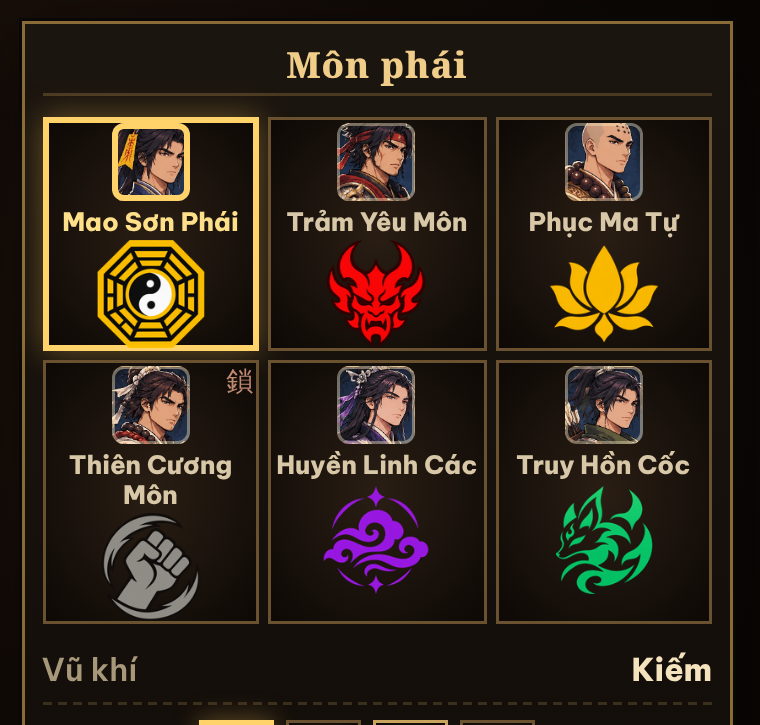 Môn phái
Mao Sơn Phái
Trảm Yêu Môn
Phục Ma Tự
鎖
Thiên Cương
Môn
Huyền Linh Các
Truy Hồn Cốc
Vũ khí
Kiếm